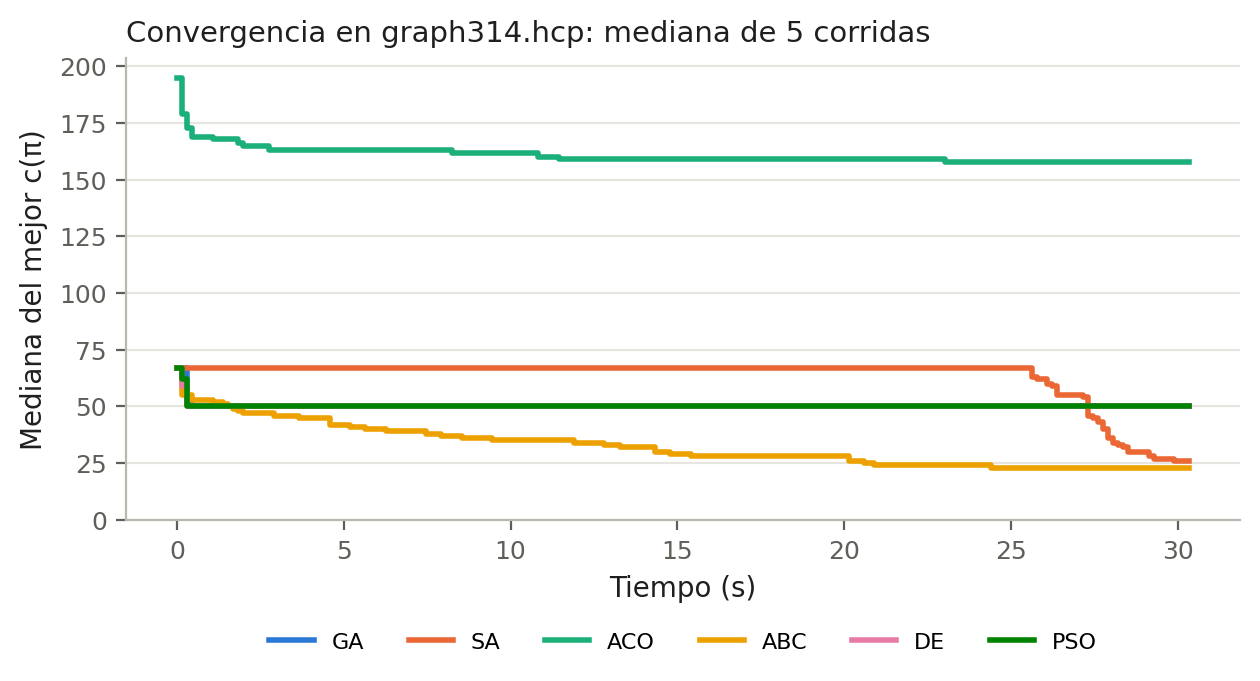 Convergencia en graph314.hcp: mediana de 5 corridas
Mediana del mejor c(π)
200
175
150
125
100
75
50
25
0
0 5 10 15 20 25 30
Tiempo (s)
GA SA ACO ABC DE PSO